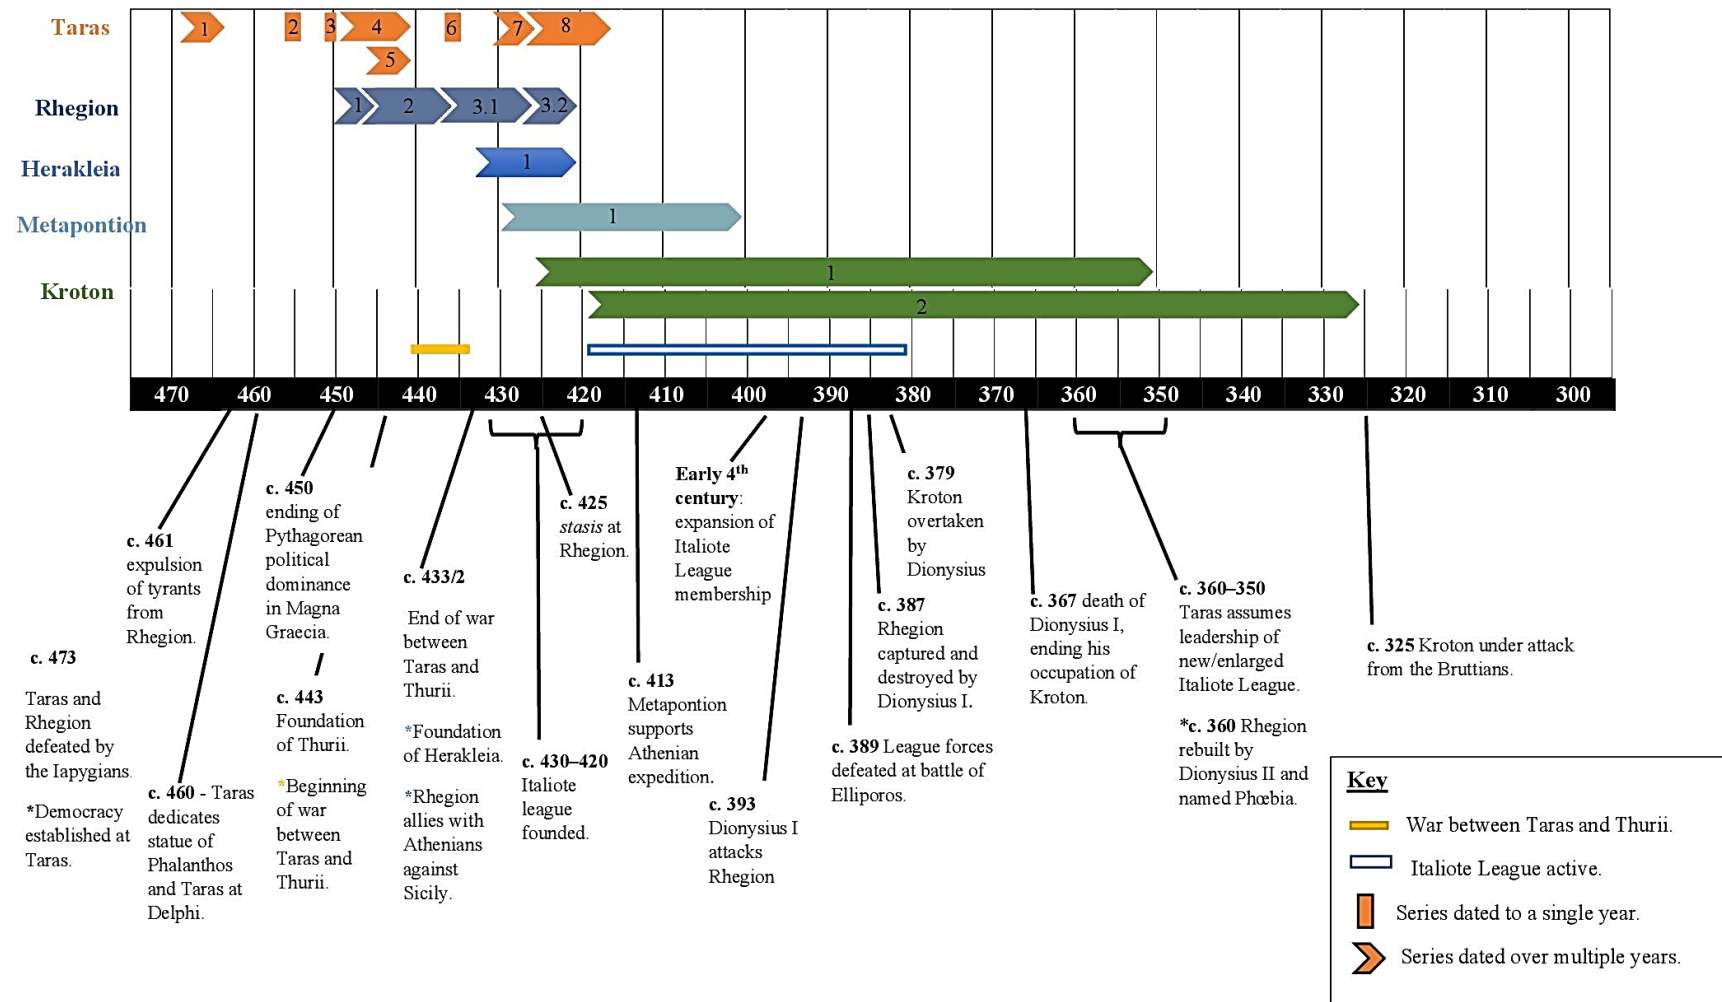 Taras
1
2
3
4
6
7
8
5
Rhegion
1
2
3.1
3.2
Herakleia
1
Metapontion
1
Kroton
1
2
470 460 450 440 430 420 410 400 390 380 370 360 350 340 330 320 310 300
c. 473
Taras and
Rhegion
defeated by
the Iapygians.
*Democracy
established at
Taras.
c. 461
expulsion
of tyrants
from
Rhegion.
c. 460 - Taras
dedicates
statue of
Phalanthos
and Taras at
Delphi.
c. 450
ending of
Pythagorean
political
dominance
in Magna
Graecia.
c. 443
Foundation
of Thurii.
*Beginning
of war
between
Taras and
Thurii.
c. 433/2
End of war
between
Taras and
Thurii.
*Foundation
of Herakleia.
*Rhegion
allies with
Athenians
against
Sicily.
c. 430–420
Italiote
league
founded.
c. 425
stasis at
Rhegion.
c. 413
Metapontion
supports
Athenian
expedition.
Early 4th
century:
expansion of
Italiote
League
membership
c. 393
Dionysius I
attacks
Rhegion
c. 389 League forces
defeated at battle of
Elliporos.
c. 387
Rhegion
captured and
destroyed by
Dionysius I.
c. 379
Kroton
overtaken
by
Dionysius
c. 367 death of
Dionysius I,
ending his
occupation of
Kroton.
c. 360–350
Taras assumes
leadership of
new/enlarged
Italiote League.
*c. 360 Rhegion
rebuilt by
Dionysius II and
named Phœbia.
c. 325 Kroton under attack
from the Bruttians.
Key
War between Taras and Thurii.
Italiote League active.
Series dated to a single year.
Series dated over multiple years.